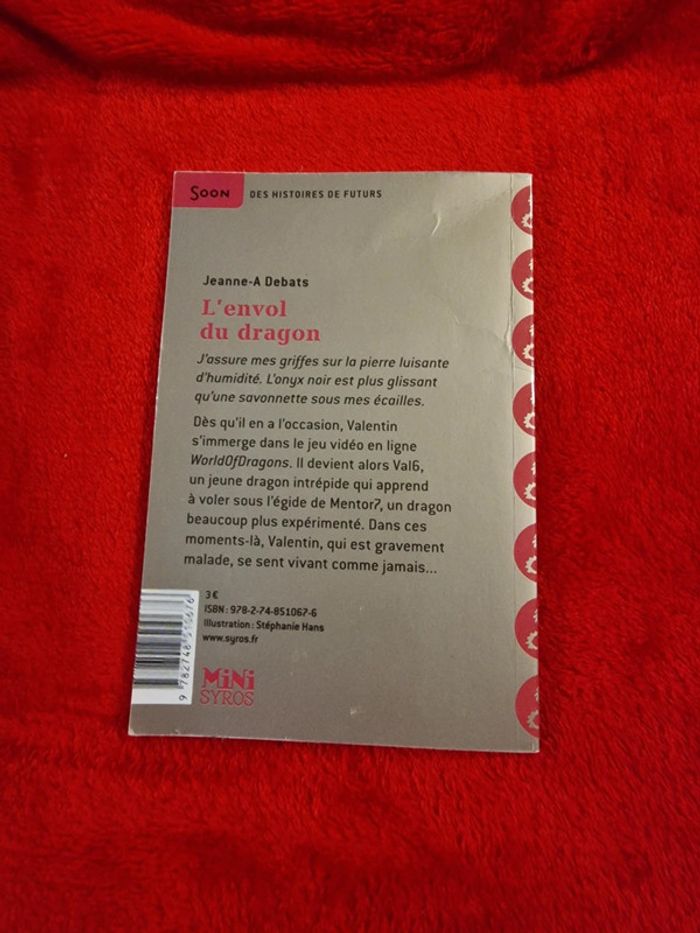 SOON DES HISTOIRES DE FUTURS
Jeanne-A Debats
L'envol
du dragon
J'assure mes griffes sur la pierre luisante
d'humidité. L'onyx noir est plus glissant
qu'une savonnette sous mes écailles.
Dès qu'il en a l'occasion, Valentin
s'immerge dans le jeu vidéo en ligne
WorldOfDragons. Il devient alors Val6,
un jeune dragon intrépide qui apprend
à voler sous l'égide de Mentor7, un dragon
beaucoup plus expérimenté. Dans ces
moments-là, Valentin, qui est gravement
malade, se sent vivant comme jamais...
3 €
ISBN : 978-2-74-851067-6
Illustration : Stéphanie Hans
www.syros.fr
9 782748 510676
MiNi
SYROS